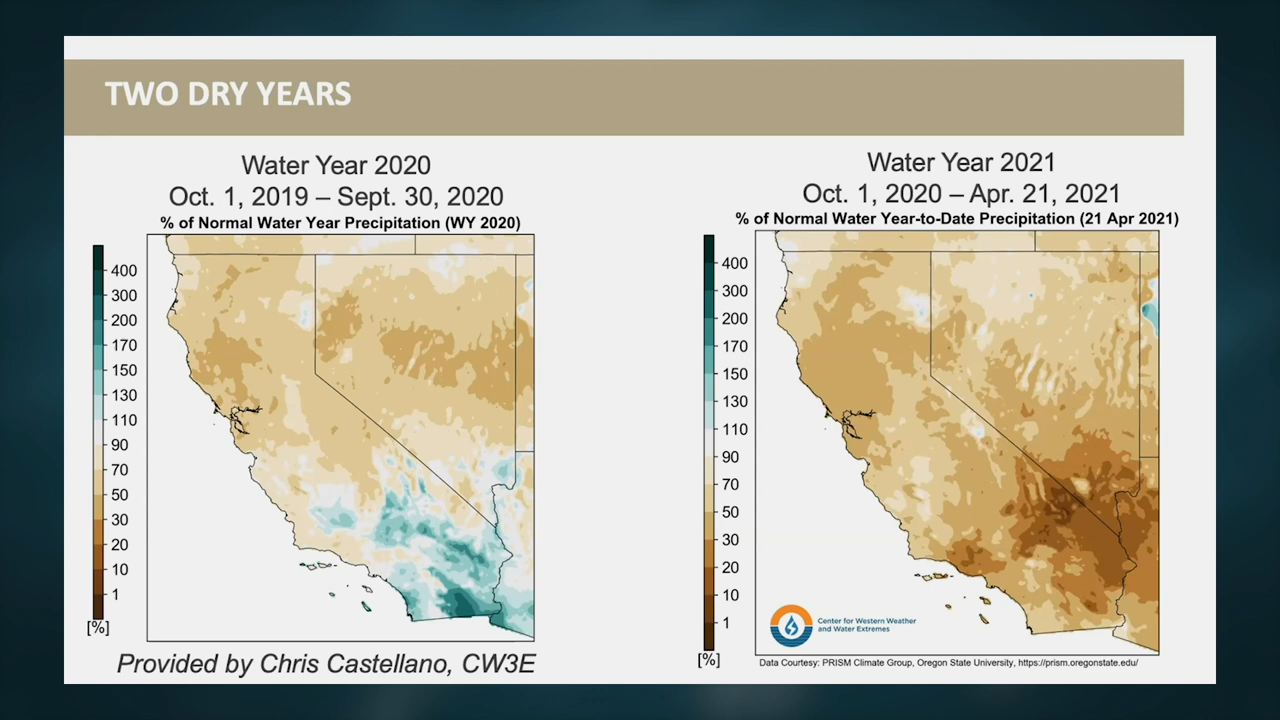 TWO DRY YEARS
Water Year 2020
Oct. 1, 2019 – Sept. 30, 2020
% of Normal Water Year Precipitation (WY 2020)
400
300
200
170
150
130
110
90
70
50
30
20
10
1
[%]
Provided by Chris Castellano, CW3E
Water Year 2021
Oct. 1, 2020 – Apr. 21, 2021
% of Normal Water Year-to-Date Precipitation (21 Apr 2021)
400
300
200
170
150
130
110
90
70
50
30
20
10
1
[%]
Center for Western Weather
and Water Extremes
Data Courtesy: PRISM Climate Group, Oregon State University, https://prism.oregonstate.edu/